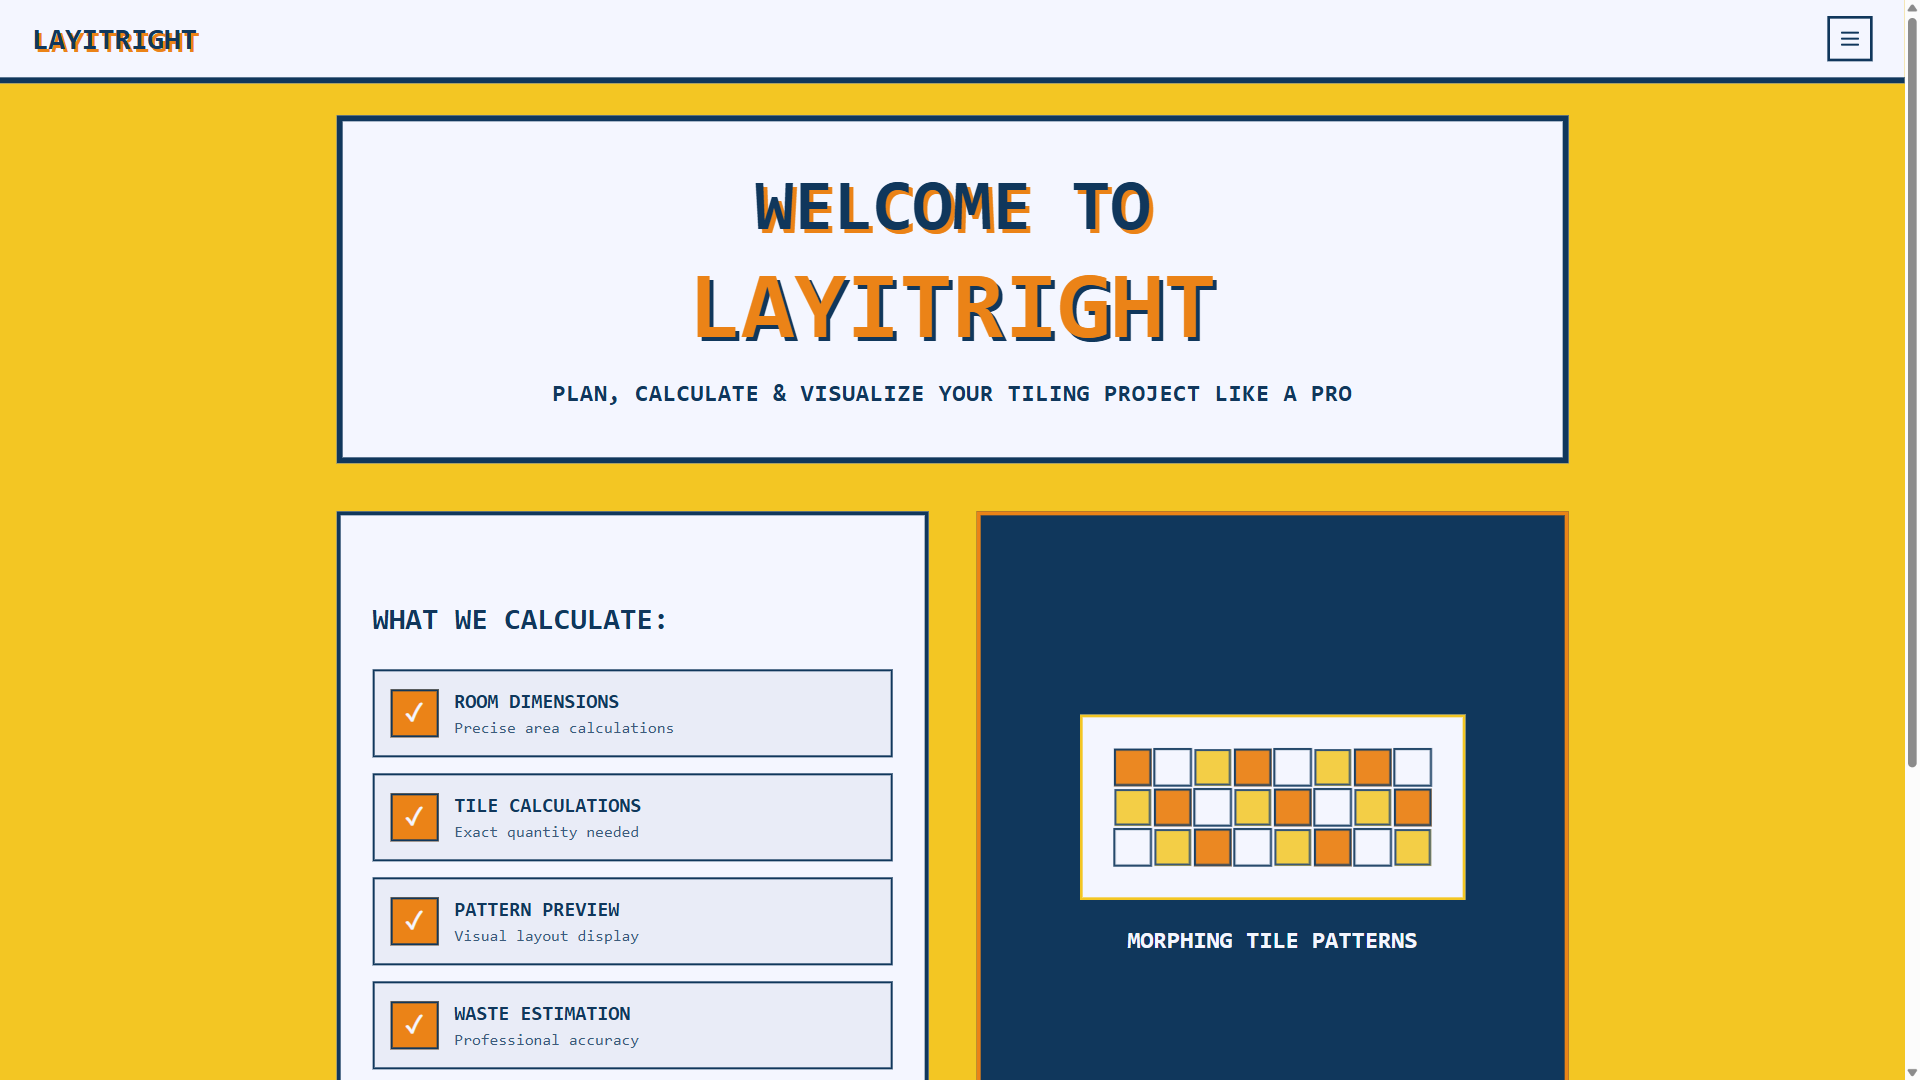 LAYITRIGHT
WELCOME TO
LAYITRIGHT
PLAN, CALCULATE & VISUALIZE YOUR TILING PROJECT LIKE A PRO
WHAT WE CALCULATE:
ROOM DIMENSIONS
Precise area calculations
TILE CALCULATIONS
Exact quantity needed
PATTERN PREVIEW
Visual layout display
WASTE ESTIMATION
Professional accuracy
MORPHING TILE PATTERNS